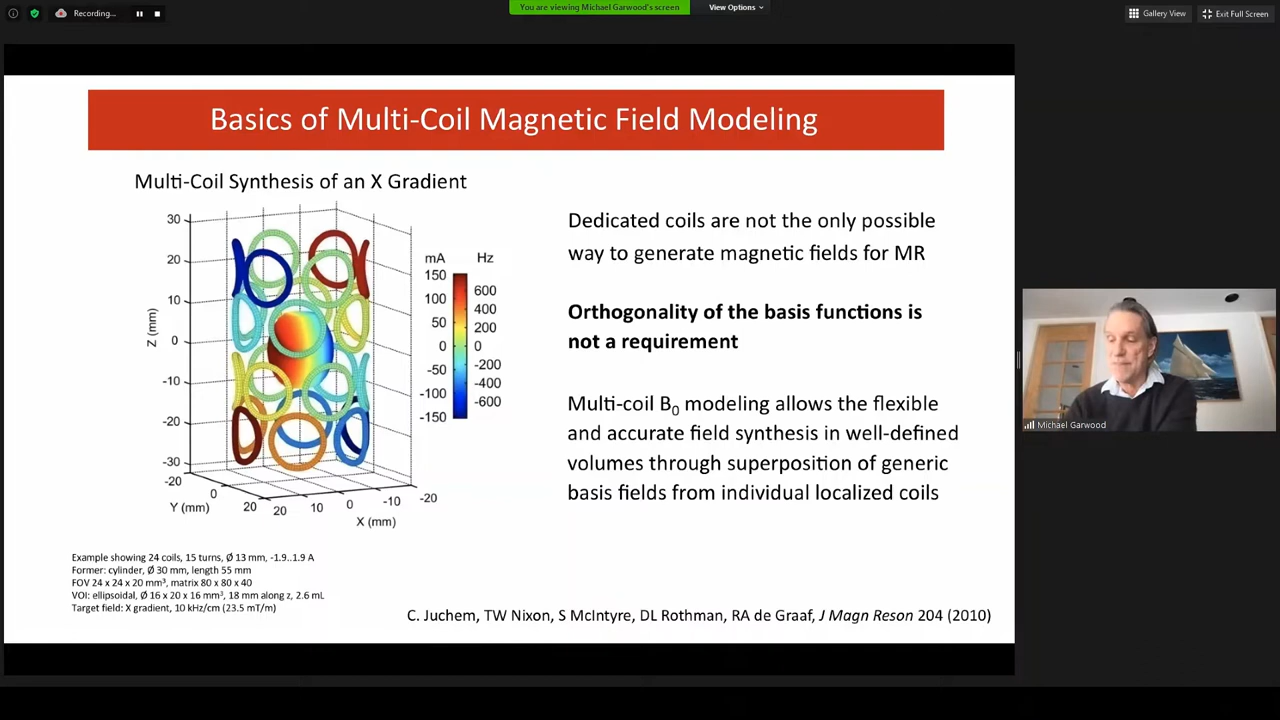 Recording...
You are viewing Michael Garwood's screen
View Options
Gallery View
Exit Full Screen
Basics of Multi-Coil Magnetic Field Modeling
Multi-Coil Synthesis of an X Gradient
30
20
10
0
-10
-20
-30
Z (mm)
-20
0
20
Y (mm)
20
10
0
-10
-20
X (mm)
mA
150
100
50
0
-50
-100
-150
Hz
600
400
200
0
-200
-400
-600
Dedicated coils are not the only possible
way to generate magnetic fields for MR
Orthogonality of the basis functions is
not a requirement
Multi-coil B₀ modeling allows the flexible
and accurate field synthesis in well-defined
volumes through superposition of generic
basis fields from individual localized coils
Example showing 24 coils, 15 turns, Ø 13 mm, -1.9..1.9 A
Former: cylinder, Ø 30 mm, length 55 mm
FOV 24 x 24 x 20 mm³, matrix 80 x 80 x 40
VOI: ellipsoidal, Ø 16 x 20 x 16 mm³, 18 mm along z, 2.6 mL
Target field: X gradient, 10 kHz/cm (23.5 mT/m)
C. Juchem, TW Nixon, S McIntyre, DL Rothman, RA de Graaf, J Magn Reson 204 (2010)
Michael Garwood